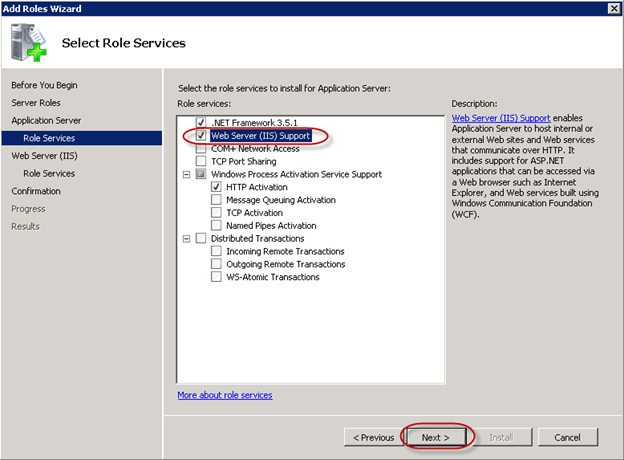 Add Roles Wizard
Select Role Services
Before You Begin
Server Roles
Application Server
Role Services
Web Server (IIS)
Role Services
Confirmation
Progress
Results
Select the role services to install for Application Server:
Role services:
.NET Framework 3.5.1
Web Server (IIS) Support
COM+ Network Access
TCP Port Sharing
Windows Process Activation Service Support
HTTP Activation
Message Queuing Activation
TCP Activation
Named Pipes Activation
Distributed Transactions
Incoming Remote Transactions
Outgoing Remote Transactions
WS-Atomic Transactions
More about role services
Description:
Web Server (IIS) Support enables
Application Server to host internal or
external Web sites and Web services
that communicate over HTTP. It
includes support for ASP.NET
applications that can be accessed via
a Web browser such as Internet
Explorer, and Web services built using
Windows Communication Foundation
(WCF).
< Previous
Next >
Install
Cancel